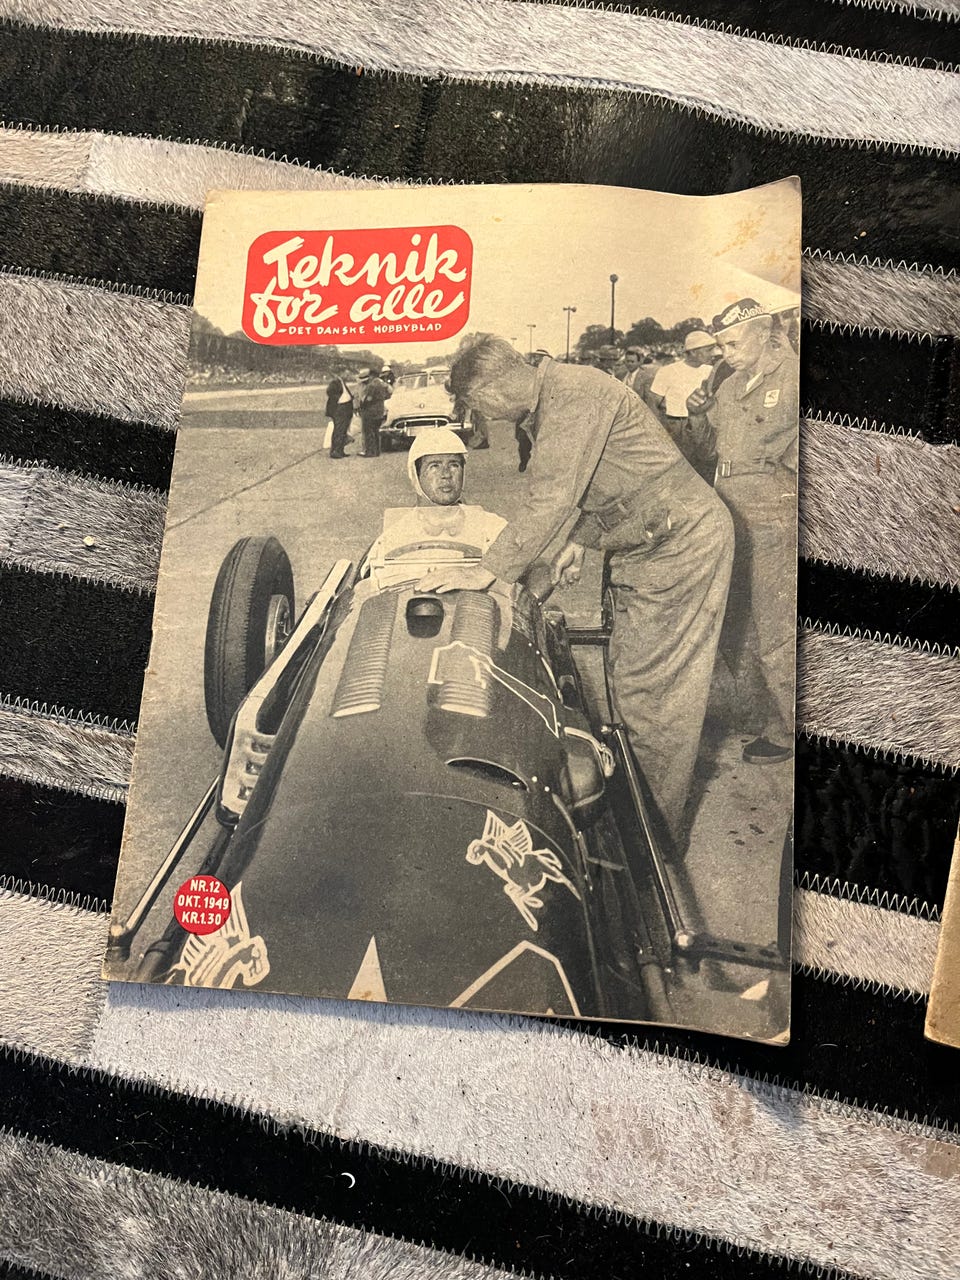 Teknik
for alle
-DET DANSKE HOBBYBLAD
NR.12
OKT. 1949
KR.1.30